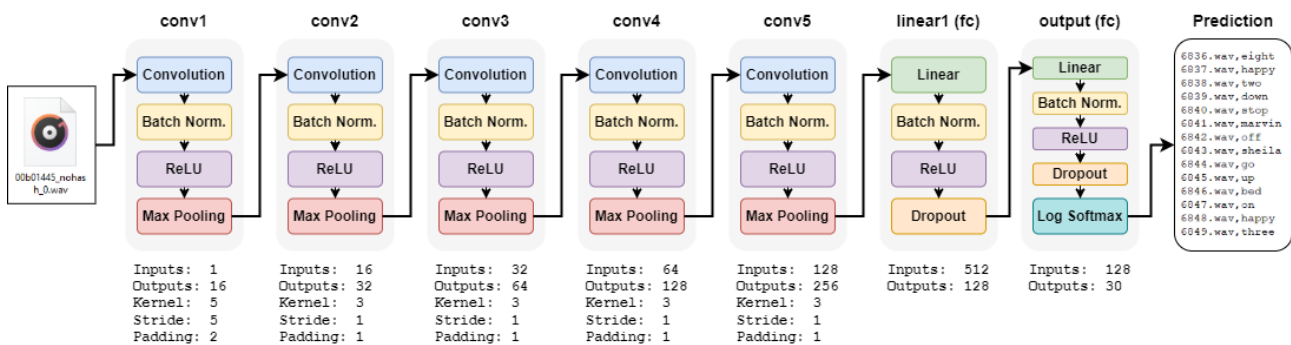 conv1
conv2
conv3
conv4
conv5
linear1 (fc)
output (fc)
Prediction
00b01445_nohas
h_0.wav
Convolution
Batch Norm.
ReLU
Max Pooling
Inputs: 1
Outputs: 16
Kernel: 5
Stride: 5
Padding: 2
Convolution
Batch Norm.
ReLU
Max Pooling
Inputs: 16
Outputs: 32
Kernel: 3
Stride: 1
Padding: 1
Convolution
Batch Norm.
ReLU
Max Pooling
Inputs: 32
Outputs: 64
Kernel: 3
Stride: 1
Padding: 1
Convolution
Batch Norm.
ReLU
Max Pooling
Inputs: 64
Outputs: 128
Kernel: 3
Stride: 1
Padding: 1
Convolution
Batch Norm.
ReLU
Max Pooling
Inputs: 128
Outputs: 256
Kernel: 3
Stride: 1
Padding: 1
Linear
Batch Norm.
ReLU
Dropout
Inputs: 512
Outputs: 128
Linear
Batch Norm.
ReLU
Dropout
Log Softmax
Inputs: 128
Outputs: 30
6836.wav,eight
6837.wav,happy
6838.wav,two
6839.wav,down
6840.wav,stop
6841.wav,marvin
6842.wav,off
6843.wav,sheila
6844.wav,go
6845.wav,up
6846.wav,bed
6847.wav,on
6848.wav,happy
6849.wav,three